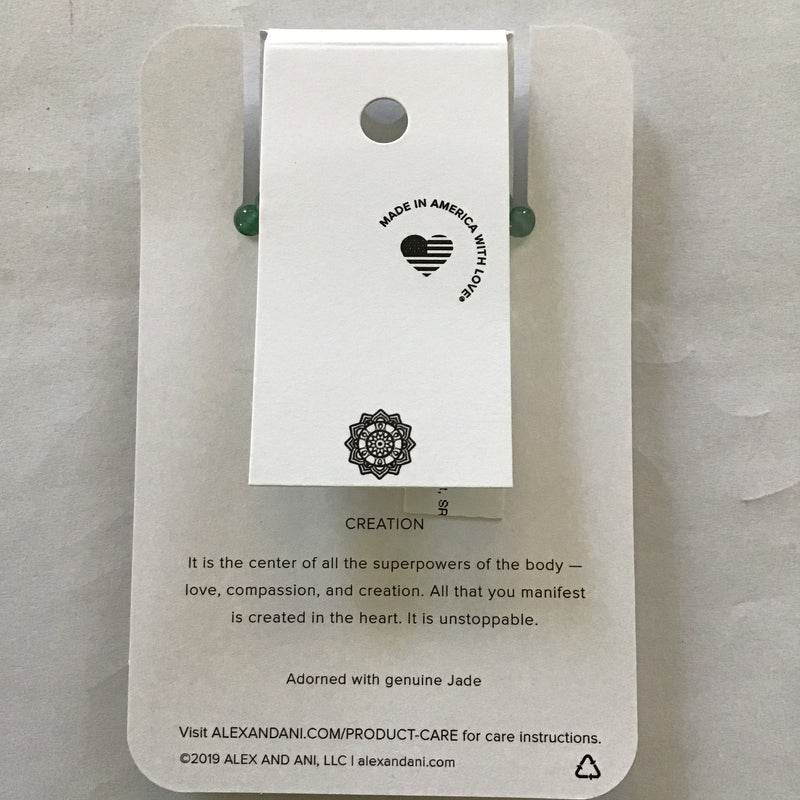 MADE IN AMERICA WITH LOVE®
SA
CREATION
It is the center of all the superpowers of the body —
love, compassion, and creation. All that you manifest
is created in the heart. It is unstoppable.
Adorned with genuine Jade
Visit ALEXANDANI.COM/PRODUCT-CARE for care instructions.
©2019 ALEX AND ANI, LLC | alexandani.com